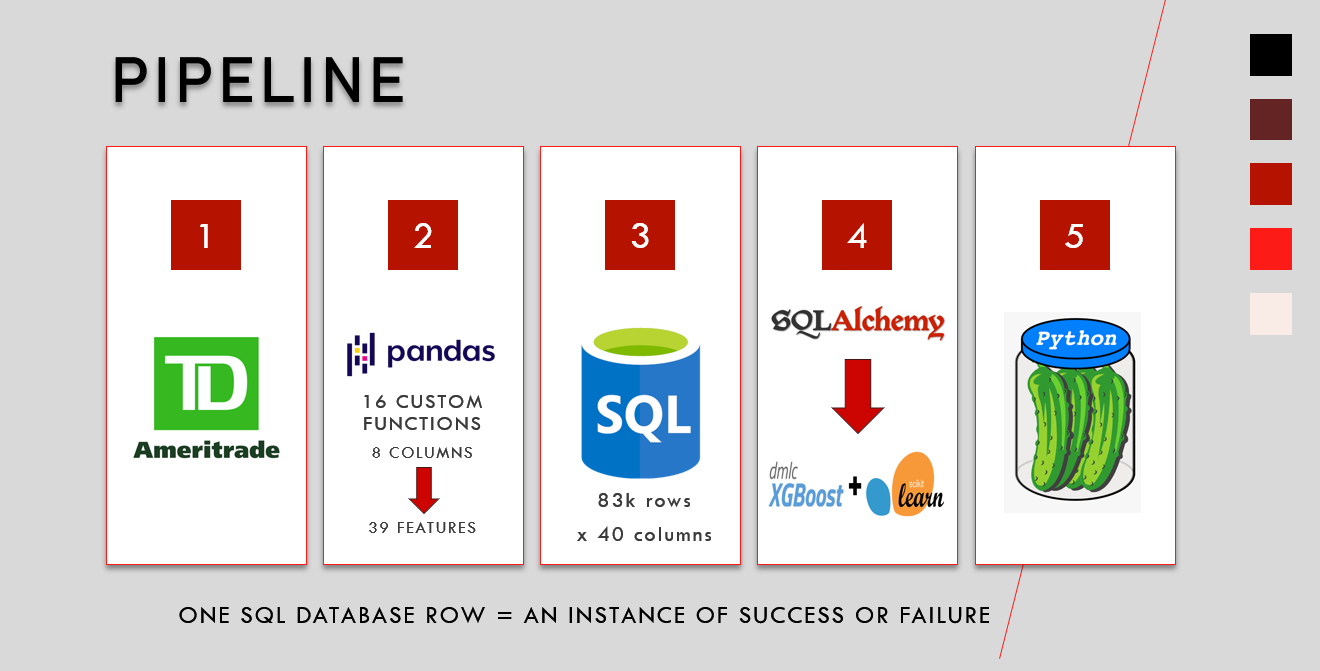 PIPELINE
1
TD
Ameritrade
2
pandas
16 CUSTOM
FUNCTIONS
8 COLUMNS
39 FEATURES
3
SQL
83k rows
x 40 columns
4
SQLAlchemy
dmlc
XGBoost
+
scikit
learn
5
Python
ONE SQL DATABASE ROW = AN INSTANCE OF SUCCESS OR FAILURE